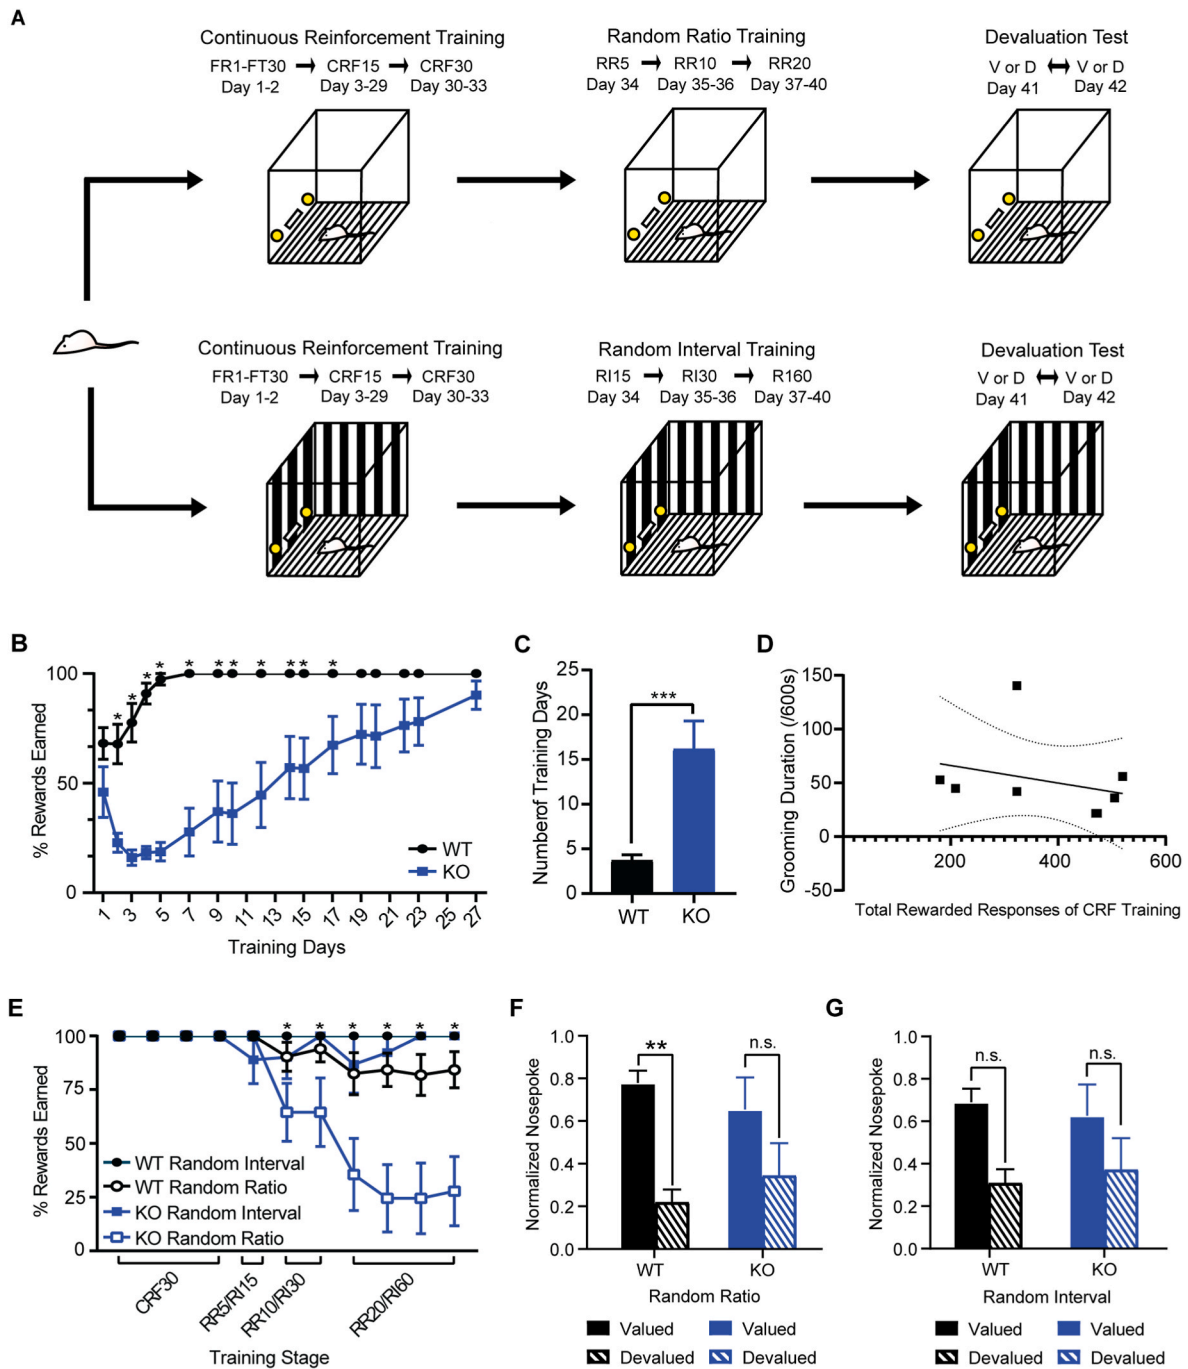 A
Continuous Reinforcement Training
FR1-FT30 CRF15 CRF30
Day 1-2 Day 3-29 Day 30-33
Random Ratio Training
RR5 RR10 RR20
Day 34 Day 35-36 Day 37-40
Devaluation Test
V or D V or D
Day 41 Day 42
Continuous Reinforcement Training
FR1-FT30 CRF15 CRF30
Day 1-2 Day 3-29 Day 30-33
Random Interval Training
RI15 RI30 R160
Day 34 Day 35-36 Day 37-40
Devaluation Test
V or D V or D
Day 41 Day 42
B
% Rewards Earned
100
50
0
* * * * * * * * * * * *
WT
KO
1 3 5 7 9 11 13 15 17 19 21 23 25 27
Training Days
C
Numberof Training Days
25
20
15
10
5
0
***
WT KO
D
Grooming Duration (/600s)
150
100
50
0
-50
200 400 600
Total Rewarded Responses of CRF Training
E
% Rewards Earned
100
75
50
25
0
* * * * * *
WT Random Interval
WT Random Ratio
KO Random Interval
KO Random Ratio
CRF30
RR5/RI15
RR10/RI30
RR20/RI60
Training Stage
F
Normalized Nosepoke
1.0
0.8
0.6
0.4
0.2
0.0
**
n.s.
WT KO
Random Ratio
Valued Valued
Devalued Devalued
G
Normalized Nosepoke
1.0
0.8
0.6
0.4
0.2
0.0
n.s.
n.s.
WT KO
Random Interval
Valued Valued
Devalued Devalued